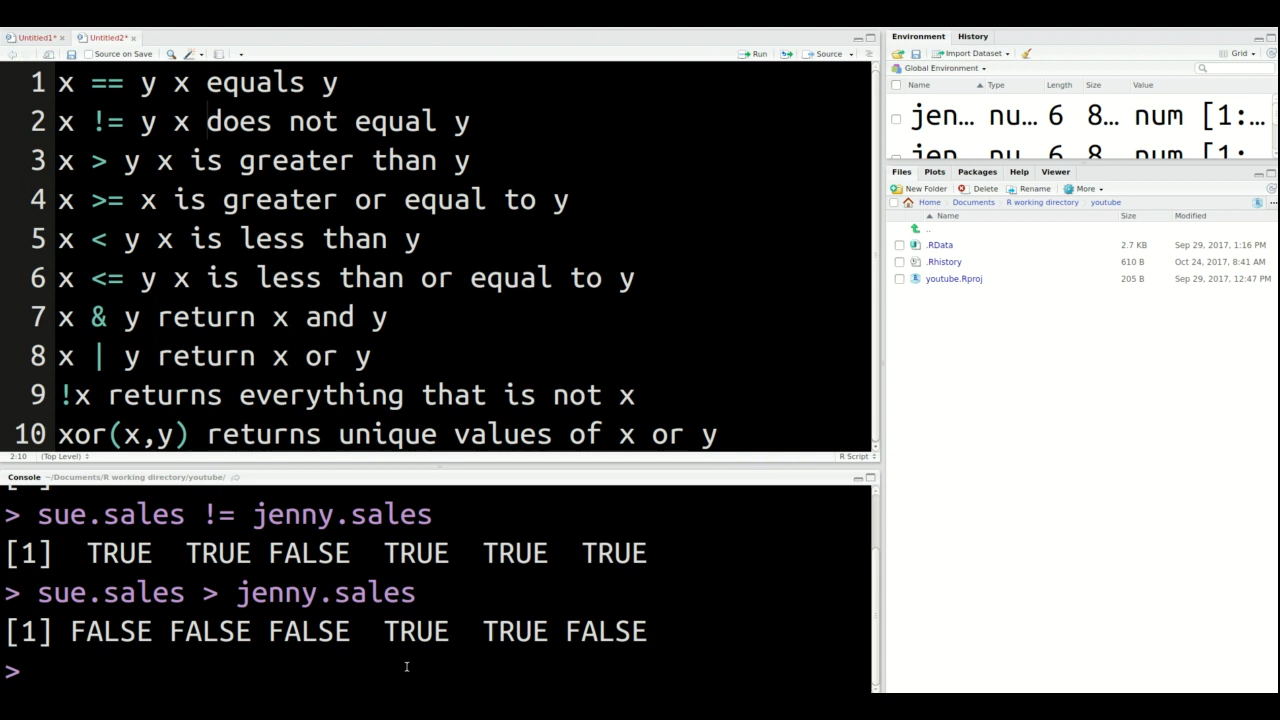 Untitled1* Untitled2*
Source on Save Run Source
1 x == y x equals y
2 x != y x does not equal y
3 x > y x is greater than y
4 x >= x is greater or equal to y
5 x < y x is less than y
6 x <= y x is less than or equal to y
7 x & y return x and y
8 x | y return x or y
9 !x returns everything that is not x
10 xor(x,y) returns unique values of x or y
2:10 (Top Level) R Script
Console ~/Documents/R working directory/youtube/
> sue.sales != jenny.sales
[1] TRUE TRUE FALSE TRUE TRUE TRUE
> sue.sales > jenny.sales
[1] FALSE FALSE FALSE TRUE TRUE FALSE
>
Environment History
Import Dataset Grid
Global Environment
Name Type Length Size Value
jen... nu... 6 8... num [1:...
Files Plots Packages Help Viewer
New Folder Delete Rename More
Home Documents R working directory youtube
Name Size Modified
..
.RData 2.7 KB Sep 29, 2017, 1:16 PM
.Rhistory 610 B Oct 24, 2017, 8:41 AM
youtube.Rproj 205 B Sep 29, 2017, 12:47 PM